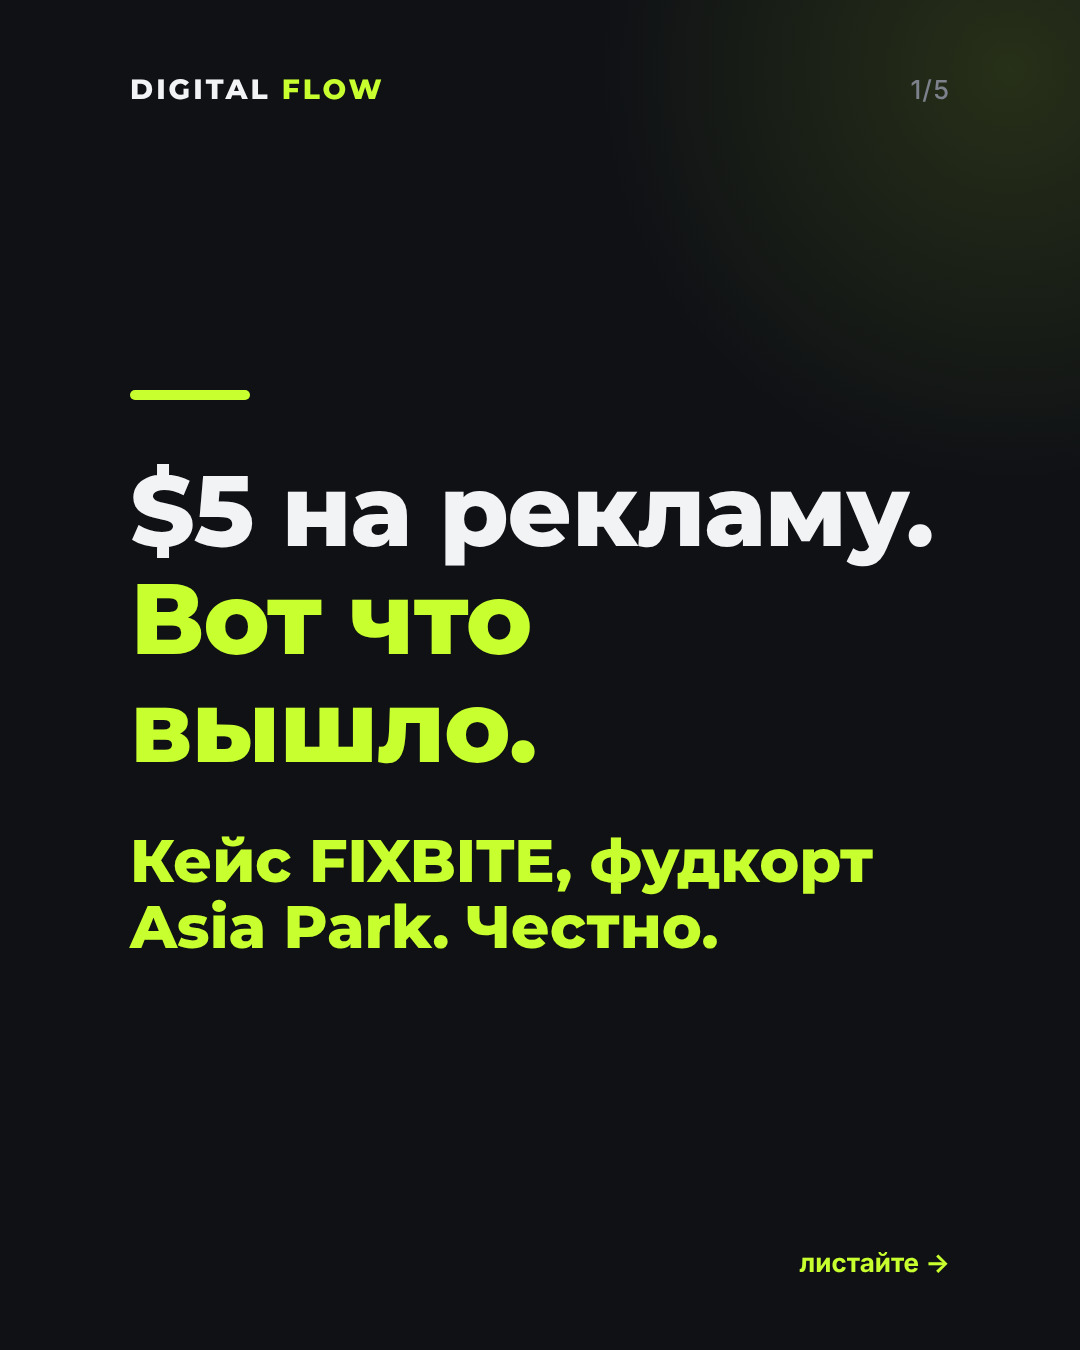 DIGITAL FLOW
1/5
$5 на рекламу.
Вот что
вышло.
Кейс FIXBITE, фудкорт
Asia Park. Честно.
листайте →